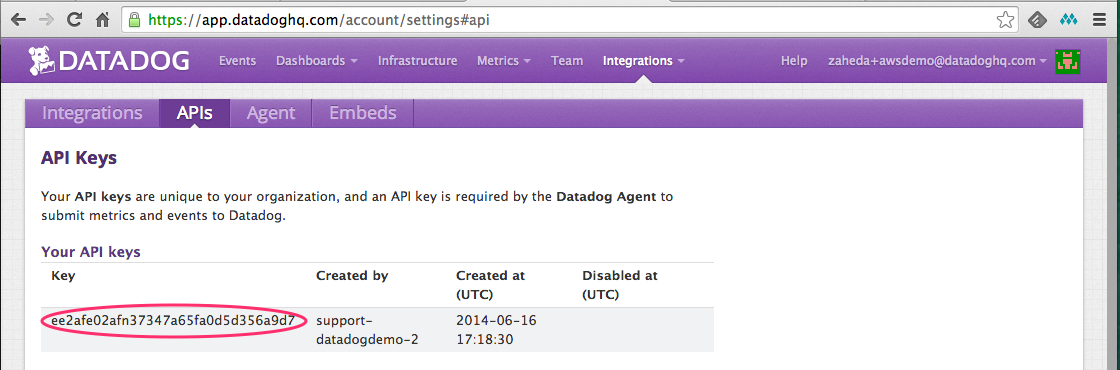 https://app.datadoghq.com/account/settings#api
DATADOG Events Dashboards Infrastructure Metrics Team Integrations Help zaheda+awsdemo@datadoghq.com
Integrations APIs Agent Embeds
API Keys
Your API keys are unique to your organization, and an API key is required by the Datadog Agent to
submit metrics and events to Datadog.
Your API keys
Key Created by Created at Disabled at
(UTC) (UTC)
ee2afe02afn37347a65fa0d5d356a9d7 support- 2014-06-16
datadogdemo-2 17:18:30